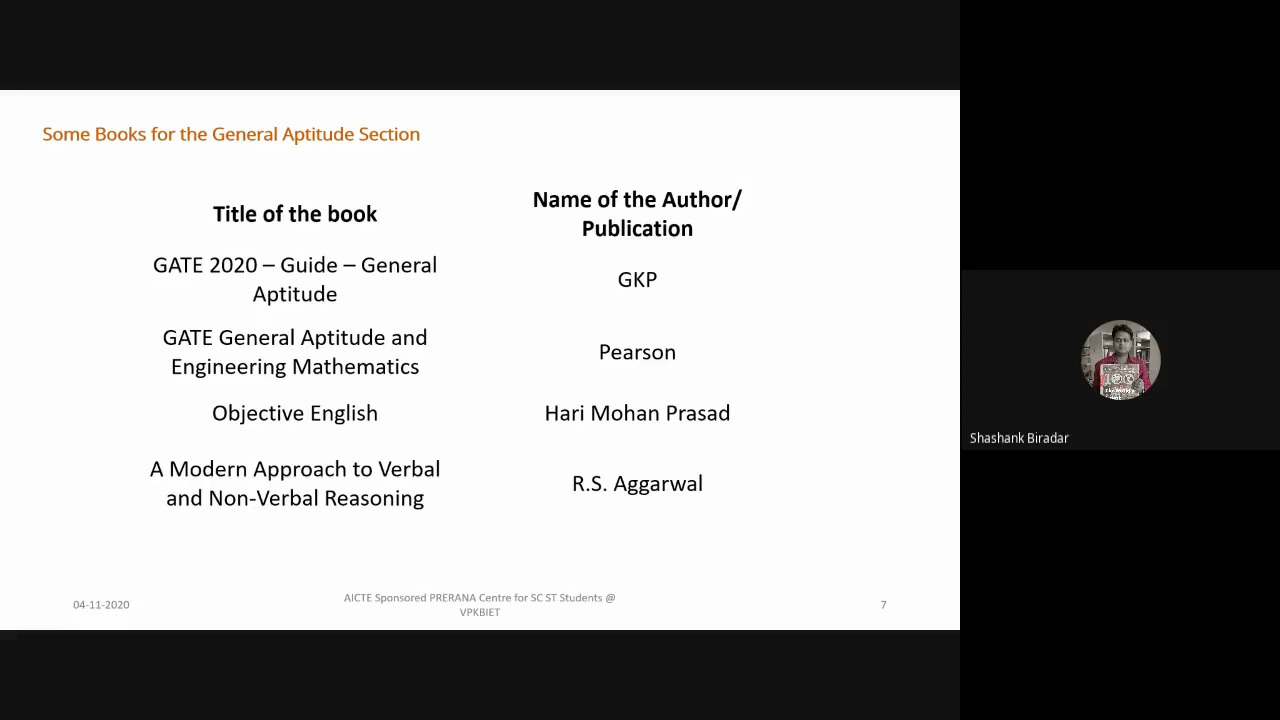 Some Books for the General Aptitude Section
Title of the book
Name of the Author/
Publication
GATE 2020 – Guide – General
Aptitude
GKP
GATE General Aptitude and
Engineering Mathematics
Pearson
Objective English
Hari Mohan Prasad
A Modern Approach to Verbal
and Non-Verbal Reasoning
R.S. Aggarwal
04-11-2020
AICTE Sponsored PRERANA Centre for SC ST Students @
VPKBIET
7
Shashank Biradar